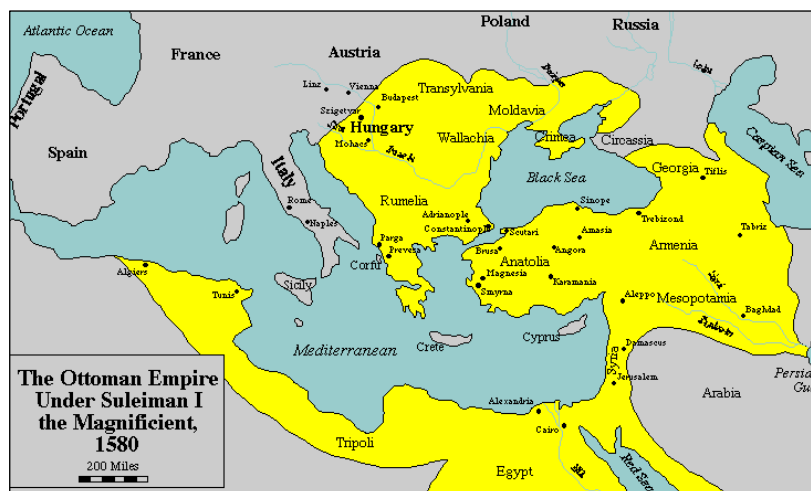 Atlantic Ocean
Poland
Russia
France
Austria
Portugal
Linz
Vienna
Transylvania
Budapest
Szigetvar
Moldavia
Hungary
Mohacs
Wallachia
Crimea
Circassia
Caspian Sea
Spain
Italy
Georgia
Tiflis
Black Sea
Rome
Naples
Rumelia
Adrianople
Constantinople
Scutari
Sinope
Trebizond
Amasia
Tabriz
Parga
Prevesa
Brusa
Angora
Armenia
Anatolia
Corfu
Algiers
Magnesia
Karamania
Smyrna
Sicily
Tunis
Aleppo
Mesopotamia
Baghdad
Mediterranean
Crete
Cyprus
Damascus
Syria
Jerusalem
Persian
Gu
Arabia
The Ottoman Empire
Under Suleiman I
the Magnificient,
1580
200 Miles
Alexandria
Cairo
Tripoli
Egypt
Red Sea